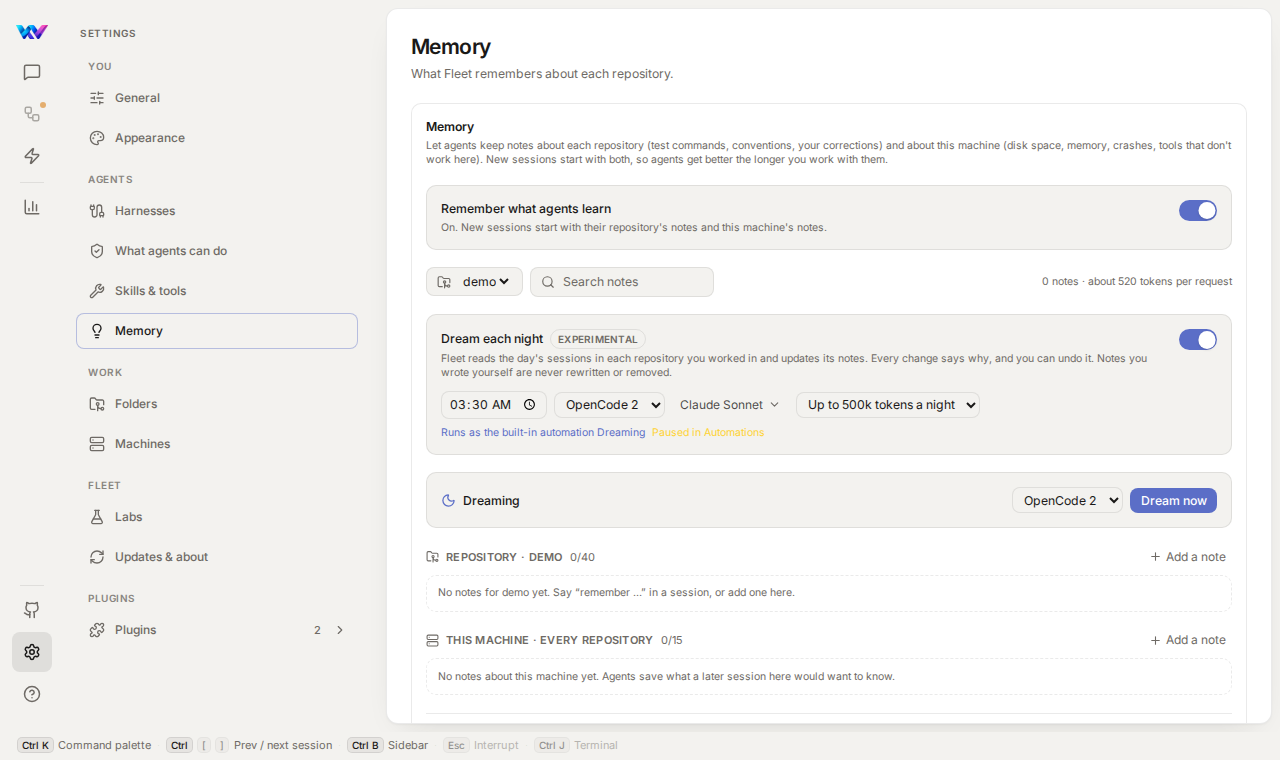 SETTINGS
YOU
General
Appearance
AGENTS
Harnesses
What agents can do
Skills & tools
Memory
WORK
Folders
Machines
FLEET
Labs
Updates & about
PLUGINS
Plugins 2
Memory
What Fleet remembers about each repository.
Memory
Let agents keep notes about each repository (test commands, conventions, your corrections) and about this machine (disk space, memory, crashes, tools that don't
work here). New sessions start with both, so agents get better the longer you work with them.
Remember what agents learn
On. New sessions start with their repository's notes and this machine's notes.
demo Search notes 0 notes · about 520 tokens per request
Dream each night EXPERIMENTAL
Fleet reads the day's sessions in each repository you worked in and updates its notes. Every change says why, and you can undo it. Notes you
wrote yourself are never rewritten or removed.
03:30 AM OpenCode 2 Claude Sonnet Up to 500k tokens a night
Runs as the built-in automation Dreaming Paused in Automations
Dreaming OpenCode 2 Dream now
REPOSITORY · DEMO 0/40 + Add a note
No notes for demo yet. Say “remember …” in a session, or add one here.
THIS MACHINE · EVERY REPOSITORY 0/15 + Add a note
No notes about this machine yet. Agents save what a later session here would want to know.
Ctrl K Command palette Ctrl [ ] Prev / next session Ctrl B Sidebar Esc Interrupt Ctrl J Terminal